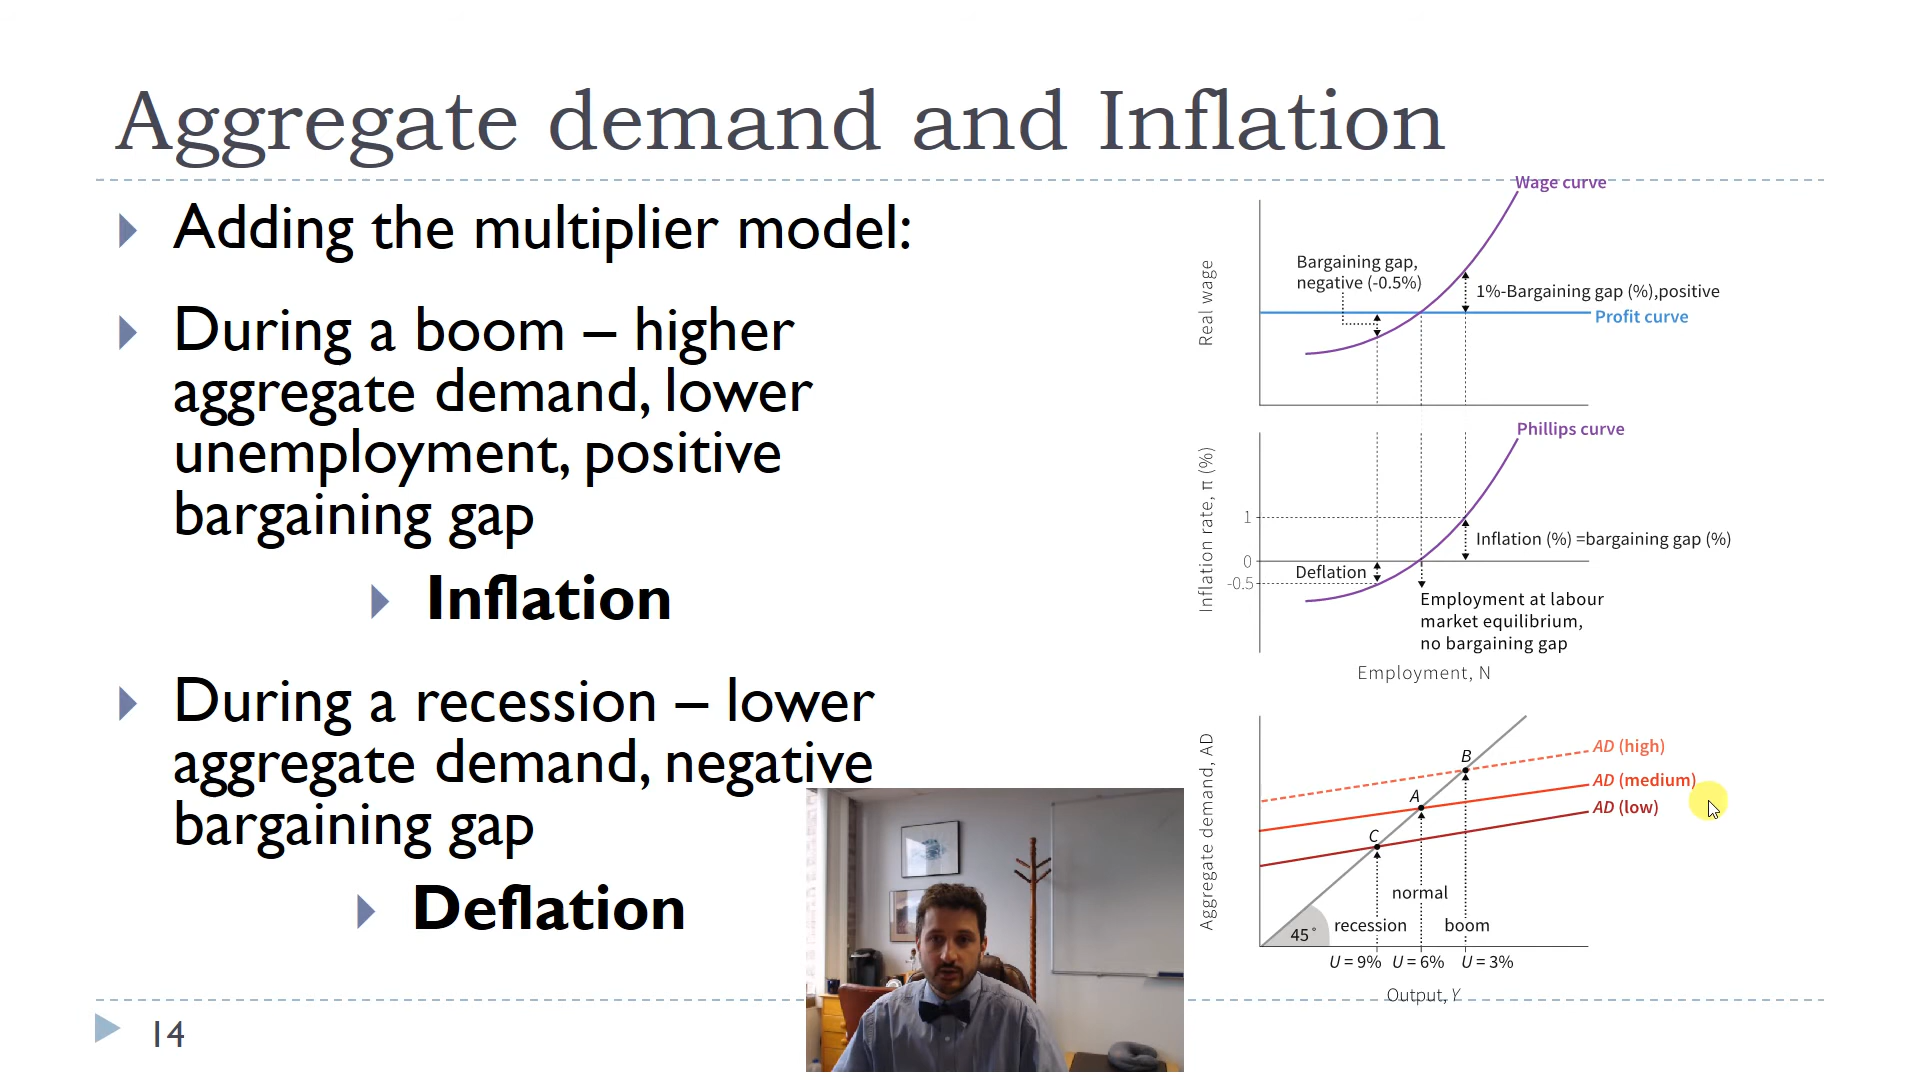 Aggregate demand and Inflation
Adding the multiplier model:
During a boom – higher
aggregate demand, lower
unemployment, positive
bargaining gap
Inflation
During a recession – lower
aggregate demand, negative
bargaining gap
Deflation
14
Wage curve
Real wage
Bargaining gap,
negative (-0.5%)
1%-Bargaining gap (%),positive
Profit curve
Phillips curve
Inflation rate, π (%)
1
0
-0.5
Inflation (%) =bargaining gap (%)
Deflation
Employment at labour
market equilibrium,
no bargaining gap
Employment, N
Aggregate demand, AD
AD (high)
AD (medium)
AD (low)
B
A
C
normal
recession
boom
45°
U = 9% U = 6% U = 3%
Output, Y